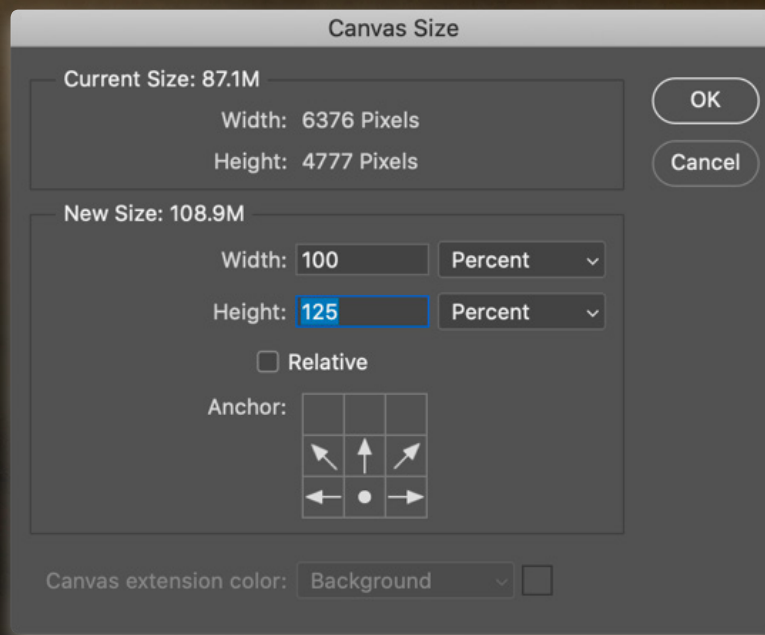 Canvas Size
Current Size: 87.1M
Width: 6376 Pixels
Height: 4777 Pixels
OK
Cancel
New Size: 108.9M
Width: 100 Percent
Height: 125 Percent
Relative
Anchor:
Canvas extension color: Background